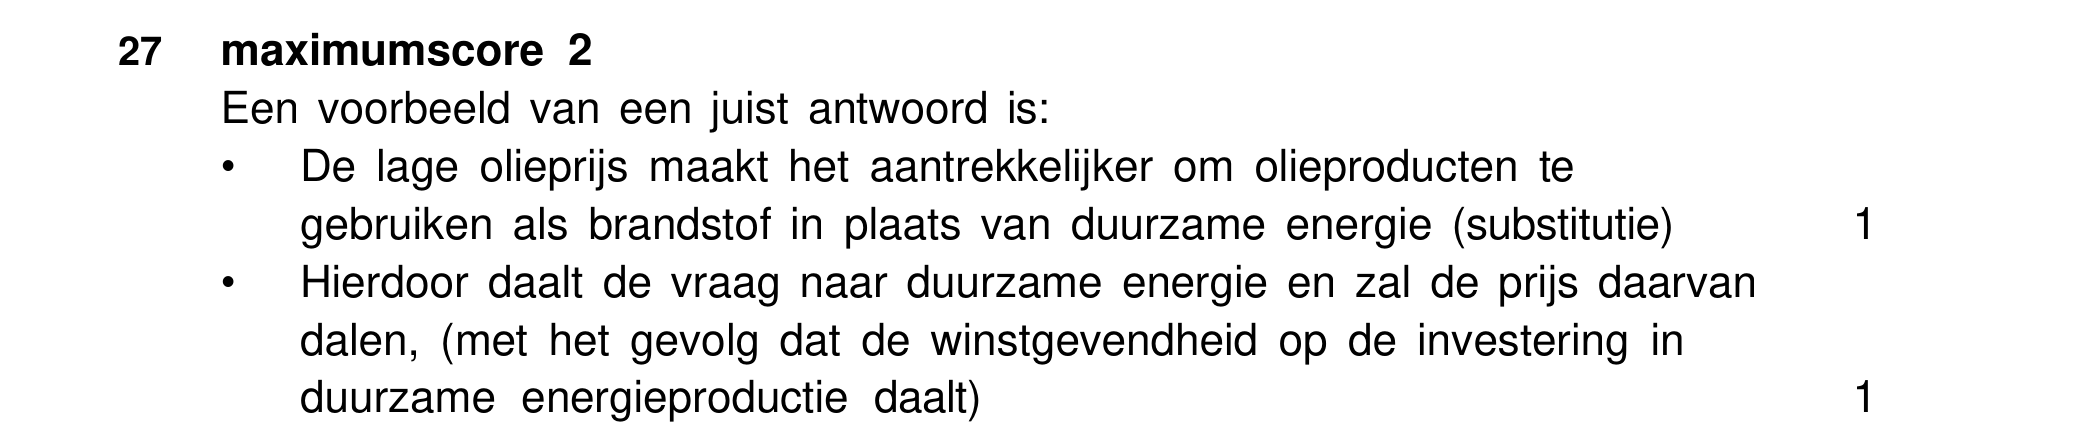 27 maximumscore 2
Een voorbeeld van een juist antwoord is:
• De lage olieprijs maakt het aantrekkelijker om olieproducten te
gebruiken als brandstof in plaats van duurzame energie (substitutie) 1
• Hierdoor daalt de vraag naar duurzame energie en zal de prijs daarvan
dalen, (met het gevolg dat de winstgevendheid op de investering in
duurzame energieproductie daalt) 1